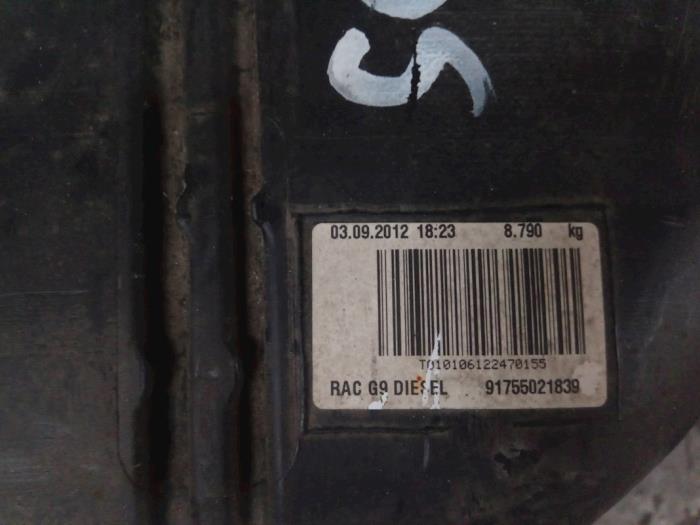 03.09.2012 18:23 8.790 kg
T010106122470155
RAC G9 DIESEL 91755021839